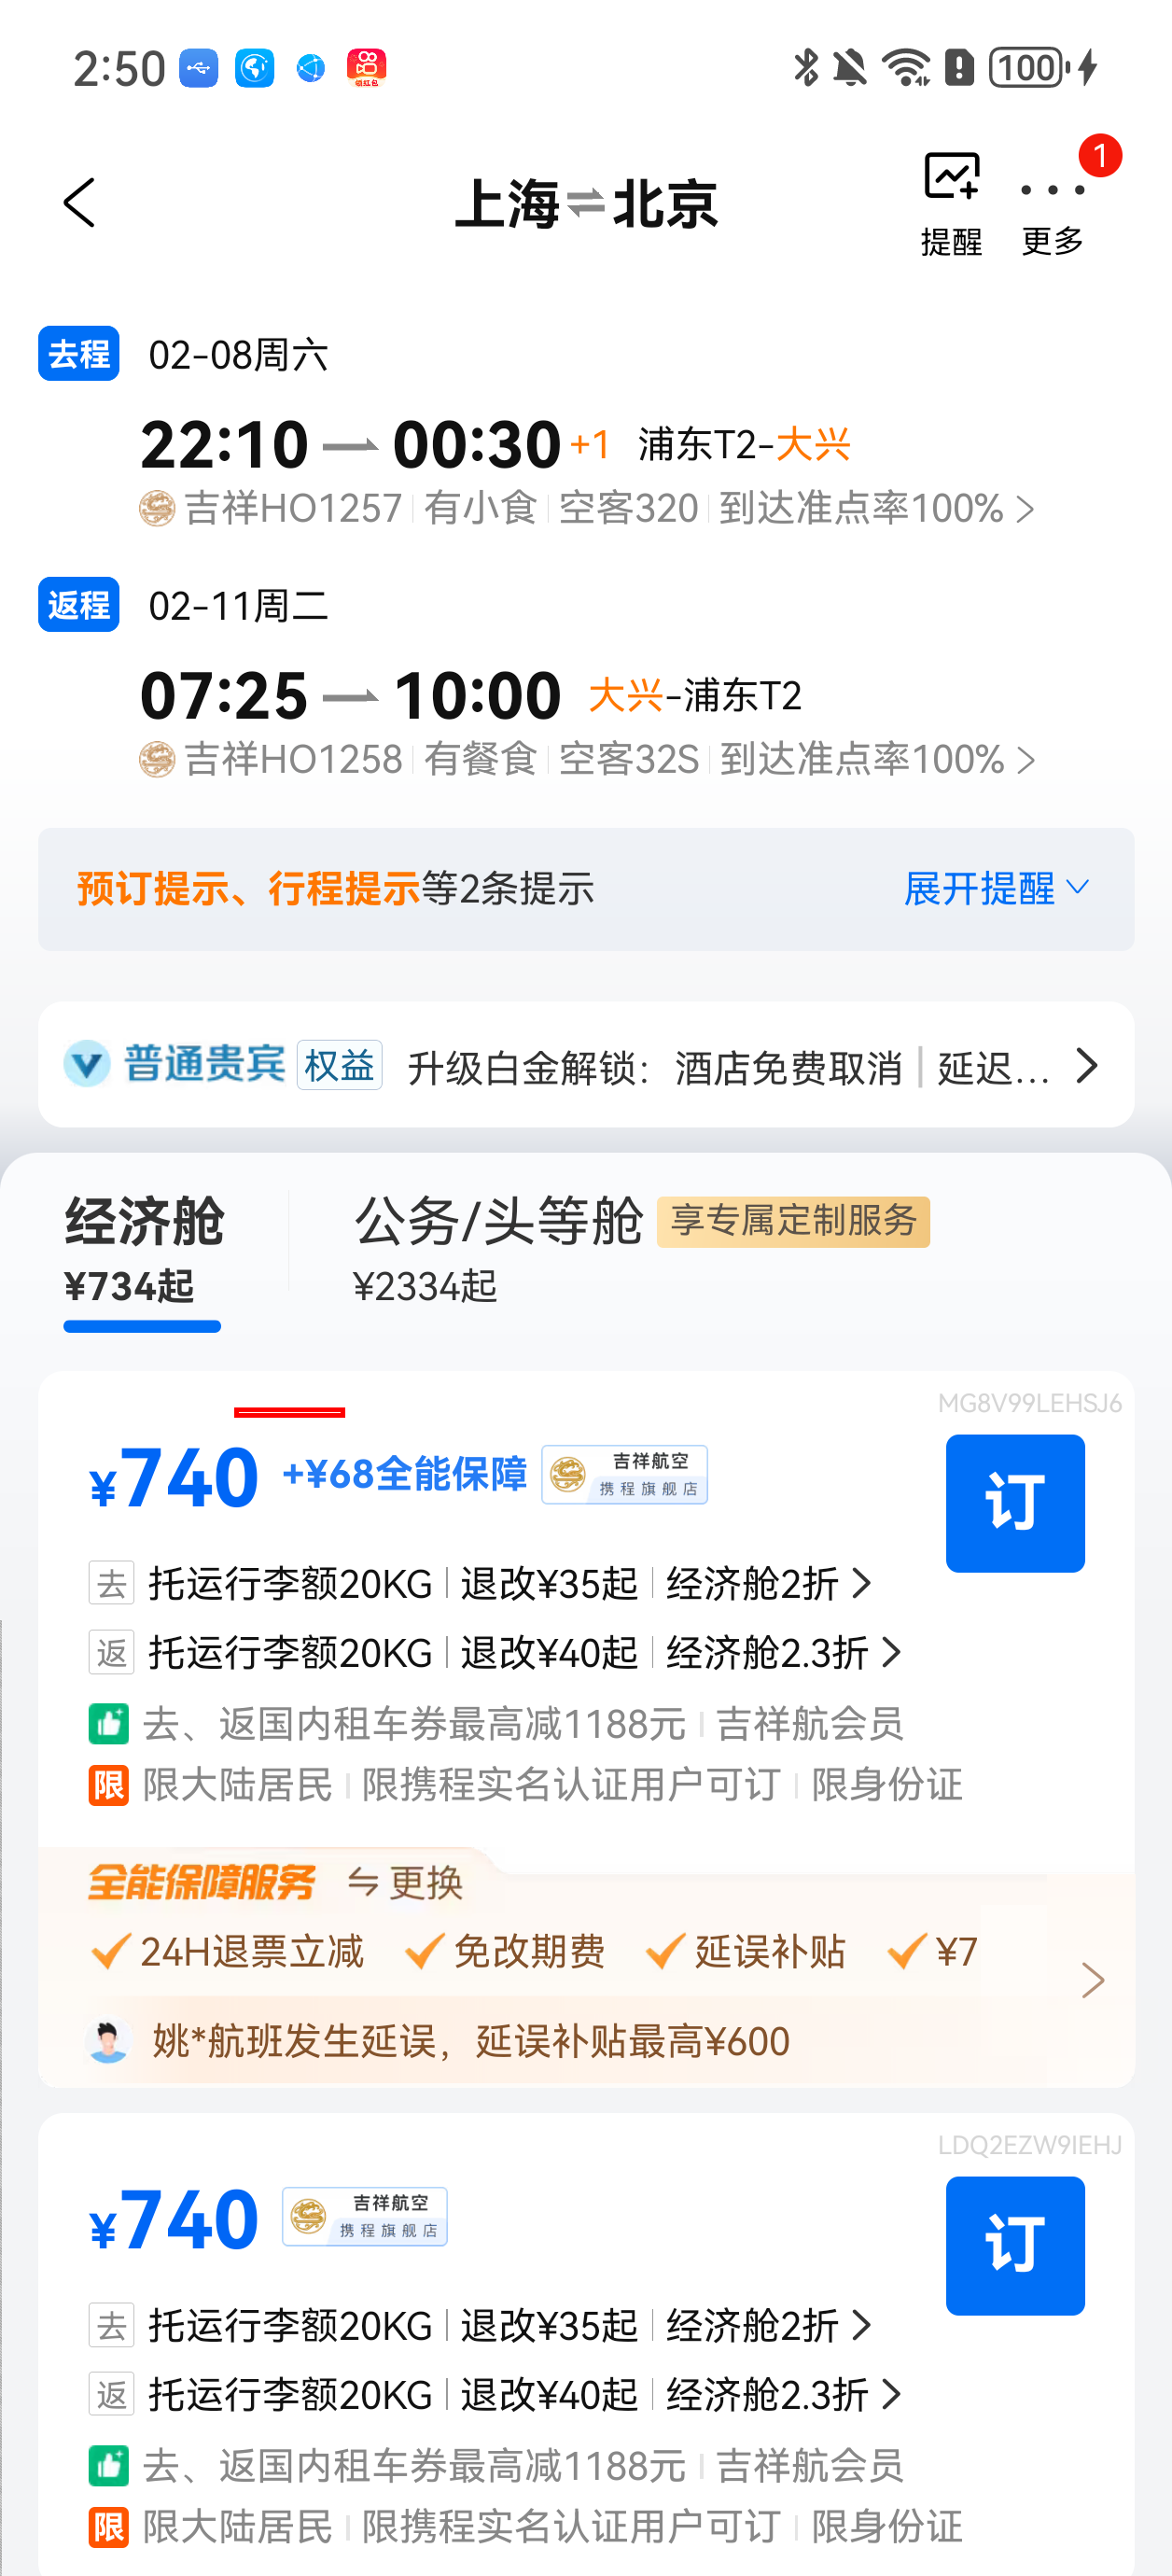 2:50
领红包
100
上海⇌北京
提醒
更多
1
去程 02-08周六
22:10 00:30 +1 浦东T2-大兴
吉祥HO1257 有小食 空客320 到达准点率100%
返程 02-11周二
07:25 10:00 大兴-浦东T2
吉祥HO1258 有餐食 空客32S 到达准点率100%
预订提示、行程提示等2条提示 展开提醒
普通贵宾 权益 升级白金解锁：酒店免费取消 延迟...
经济舱 公务/头等舱 享专属定制服务
¥734起 ¥2334起
MG8V99LEHSJ6
¥740 +¥68全能保障 吉祥航空 携程旗舰店
订
去 托运行李额20KG 退改¥35起 经济舱2折
返 托运行李额20KG 退改¥40起 经济舱2.3折
去、返国内租车券最高减1188元 吉祥航会员
限 限大陆居民 限携程实名认证用户可订 限身份证
全能保障服务 更换
24H退票立减 免改期费 延误补贴 ¥7
姚*航班发生延误，延误补贴最高¥600
LDQ2EZW9IEHJ
¥740 吉祥航空 携程旗舰店
订
去 托运行李额20KG 退改¥35起 经济舱2折
返 托运行李额20KG 退改¥40起 经济舱2.3折
去、返国内租车券最高减1188元 吉祥航会员
限 限大陆居民 限携程实名认证用户可订 限身份证